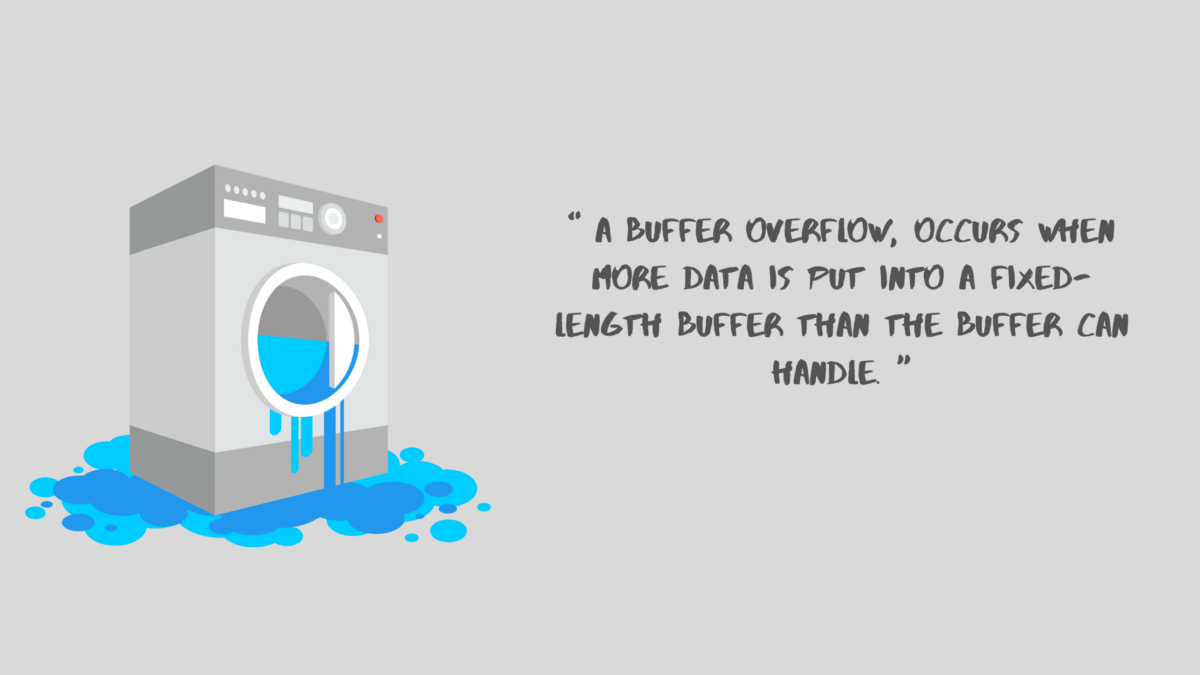 “ A BUFFER OVERFLOW, OCCURS WHEN
MORE DATA IS PUT INTO A FIXED-
LENGTH BUFFER THAN THE BUFFER CAN
HANDLE. ”